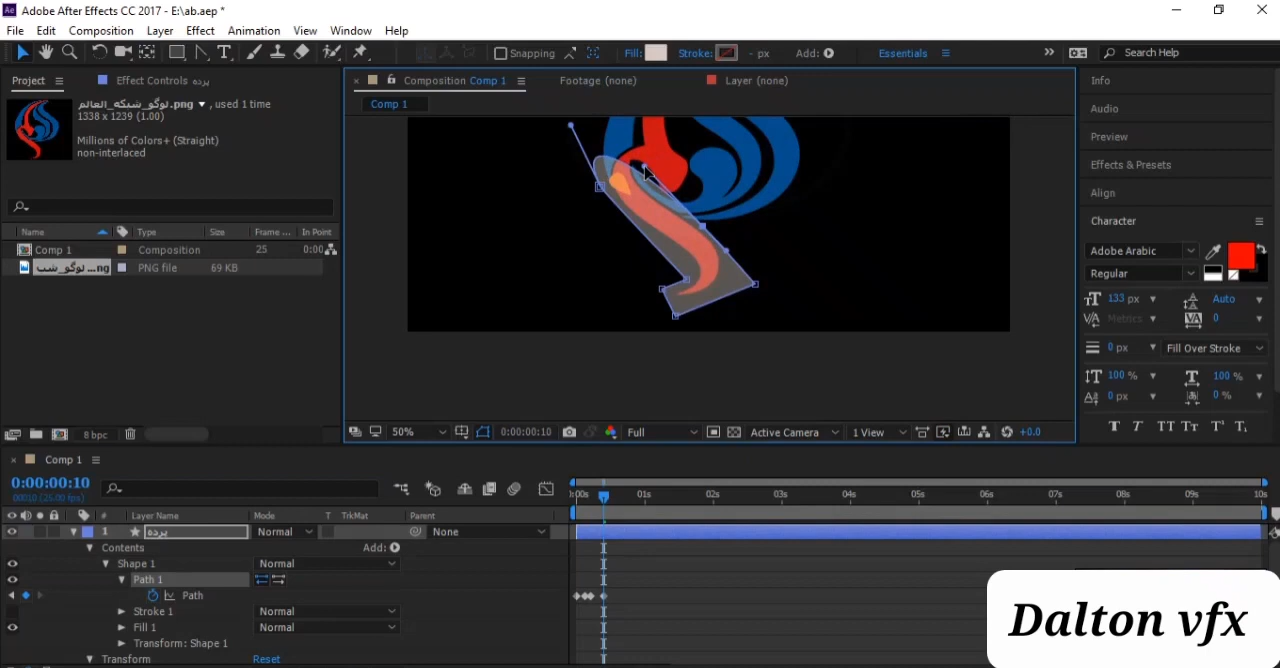 Adobe After Effects CC 2017 - E:\ab.aep *
File Edit Composition Layer Effect Animation View Window Help
Snapping Fill: Stroke: - px Add: Essentials Search Help
Project Effect Controls پرده
Composition Comp 1 Footage (none) Layer (none)
Comp 1
لوگو_شبکه_العالم.png , used 1 time
1338 x 1239 (1.00)
Millions of Colors+ (Straight)
non-interlaced
Name Type Size Frame ... In Point
Comp 1 Composition 25 0:00
PNG file 69 KB
8 bpc
50% 0:00:00:10 Full Active Camera 1 View +0.0
Info
Audio
Preview
Effects & Presets
Align
Character
Adobe Arabic
Regular
133 px Auto
Metrics 0
0 px Fill Over Stroke
100 % 100 %
0 px 0 %
T T TT Tт T¹ T₁
Comp 1
0:00:00:10
00010 (25.00 fps)
:00s 01s 02s 03s 04s 05s 06s 07s 08s 09s 10s
# Layer Name Mode T TrkMat Parent
1 پرده Normal None
Contents Add:
Shape 1 Normal
Path 1
Path
Stroke 1 Normal
Fill 1 Normal
Transform: Shape 1
Transform Reset
Dalton vfx